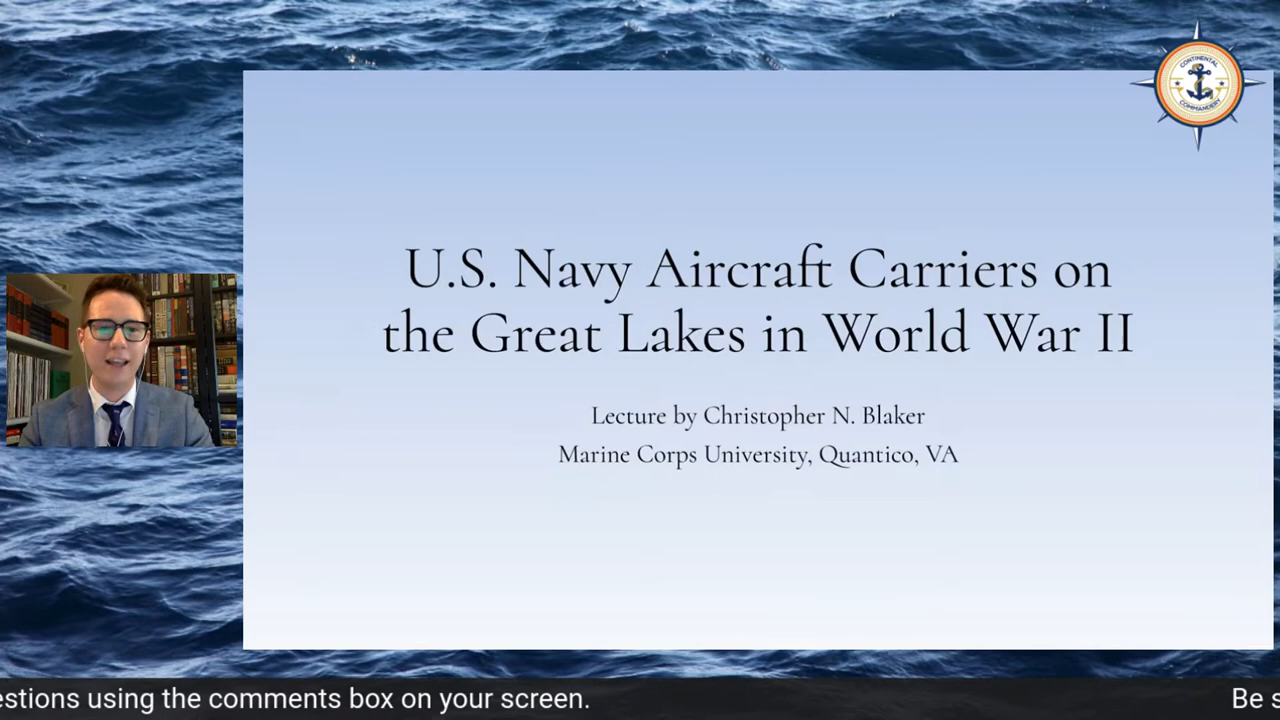 CONTINENTAL
COMMANDERY
U.S. Navy Aircraft Carriers on
the Great Lakes in World War II
Lecture by Christopher N. Blaker
Marine Corps University, Quantico, VA
estions using the comments box on your screen.
Be s